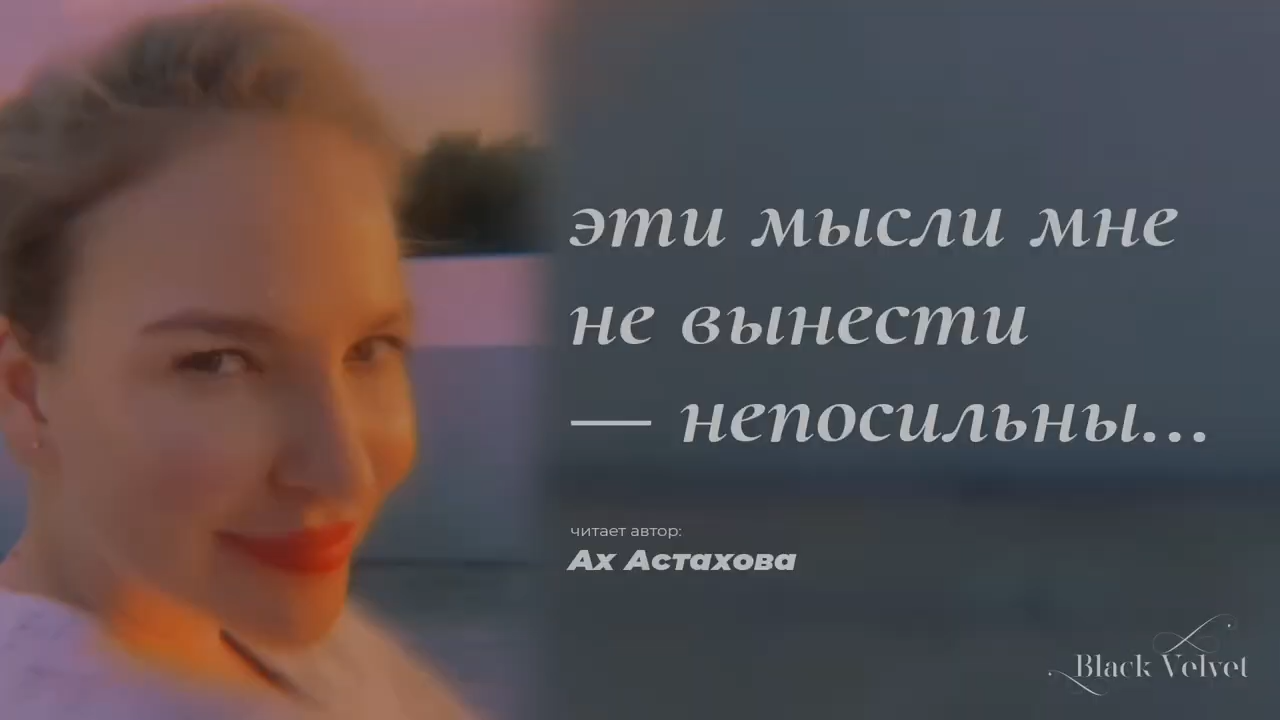 эти мысли мне
не вынести
— непосильны...
читает автор:
Ах Астахова
Black Velvet